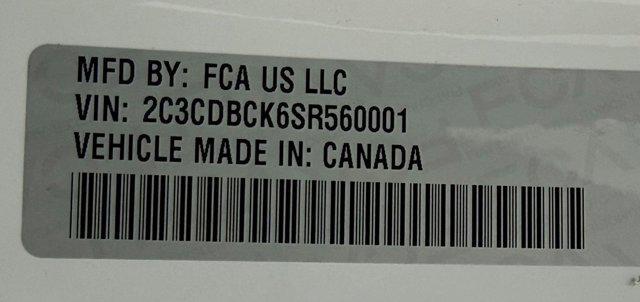 MFD BY: FCA US LLC
VIN: 2C3CDBCK6SR560001
VEHICLE MADE IN: CANADA